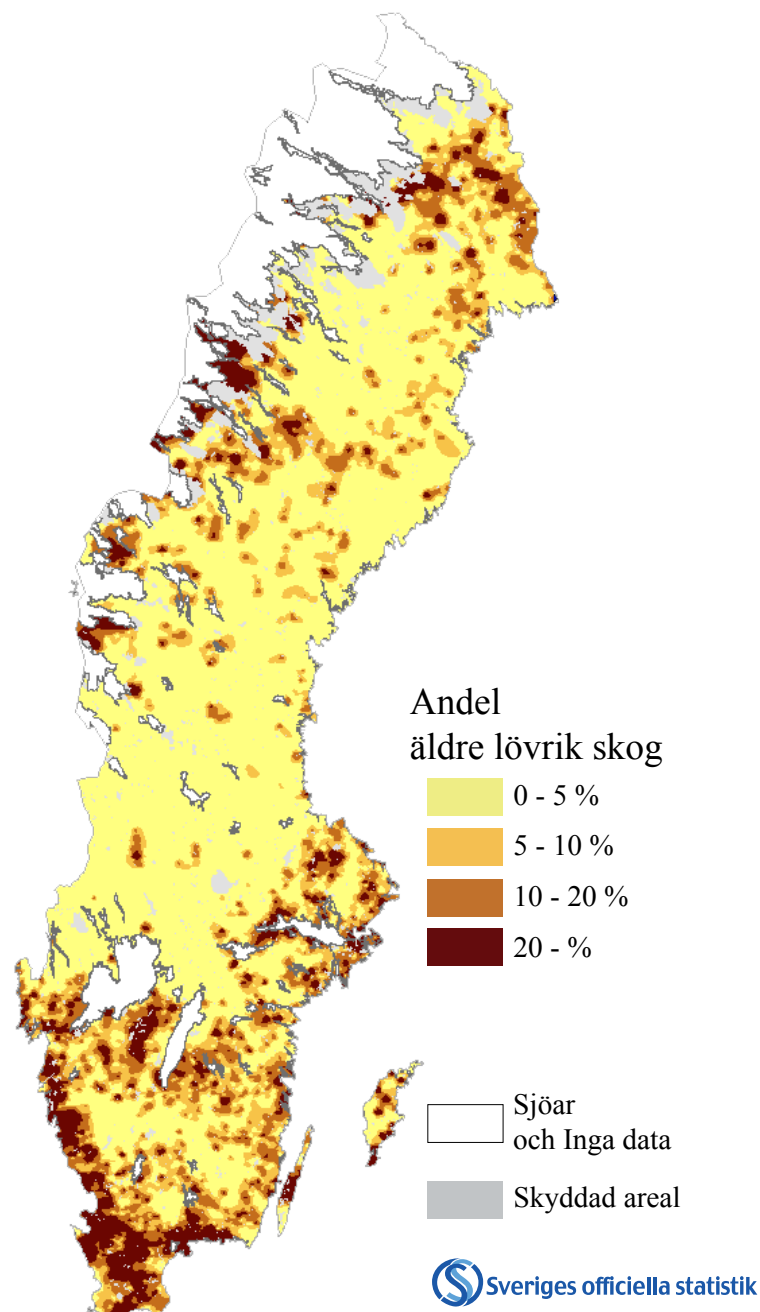 Andel
äldre lövrik skog
0 - 5 %
5 - 10 %
10 - 20 %
20 - %
Sjöar
och Inga data
Skyddad areal
Sveriges officiella statistik